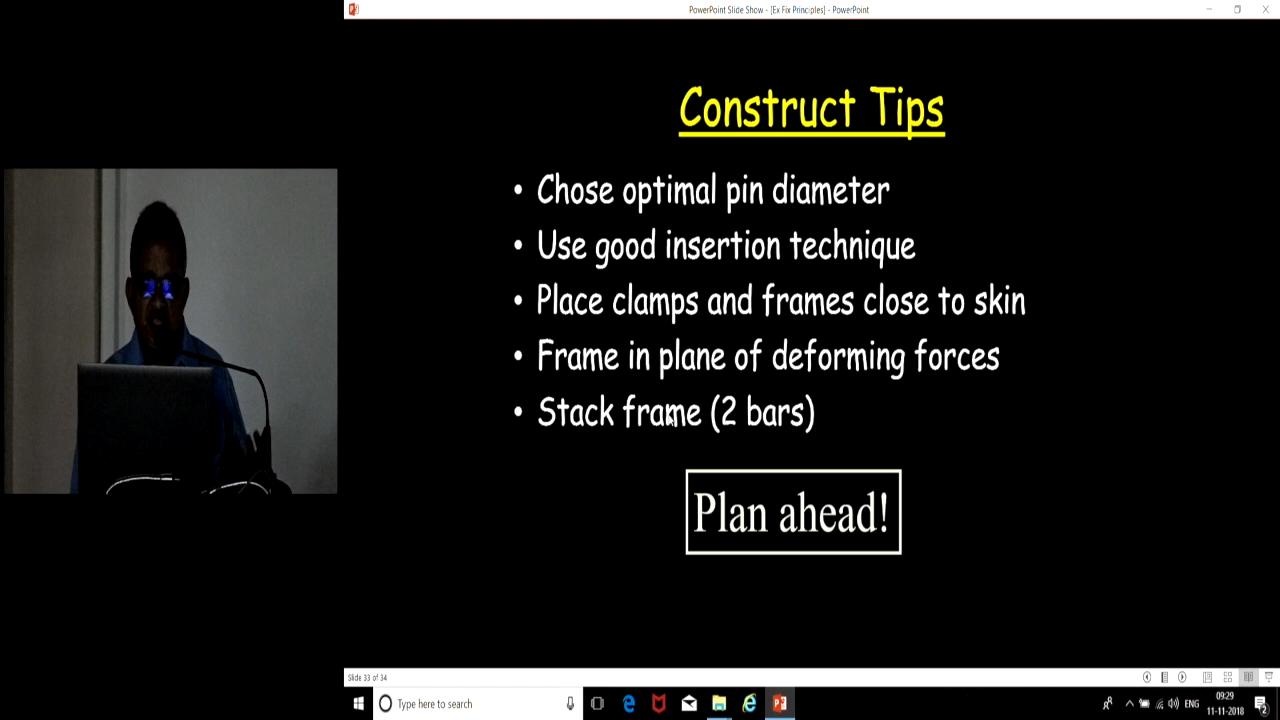 PowerPoint Slide Show - [Ex Fix Principles] - PowerPoint
Construct Tips
• Chose optimal pin diameter
• Use good insertion technique
• Place clamps and frames close to skin
• Frame in plane of deforming forces
• Stack frame (2 bars)
Plan ahead!
Slide 33 of 34
Type here to search
ENG
09:29
11-11-2018
2